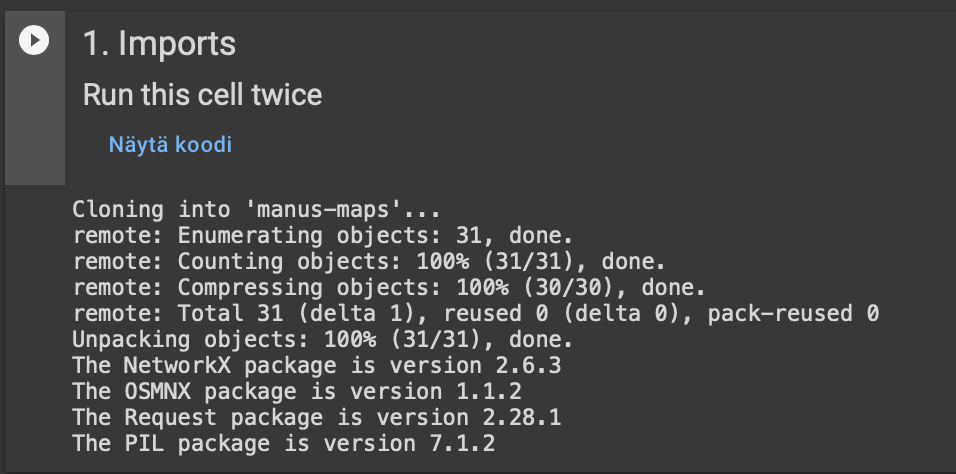 1. Imports
Run this cell twice
Näytä koodi
Cloning into 'manus-maps'...
remote: Enumerating objects: 31, done.
remote: Counting objects: 100% (31/31), done.
remote: Compressing objects: 100% (30/30), done.
remote: Total 31 (delta 1), reused 0 (delta 0), pack-reused 0
Unpacking objects: 100% (31/31), done.
The NetworkX package is version 2.6.3
The OSMNX package is version 1.1.2
The Request package is version 2.28.1
The PIL package is version 7.1.2